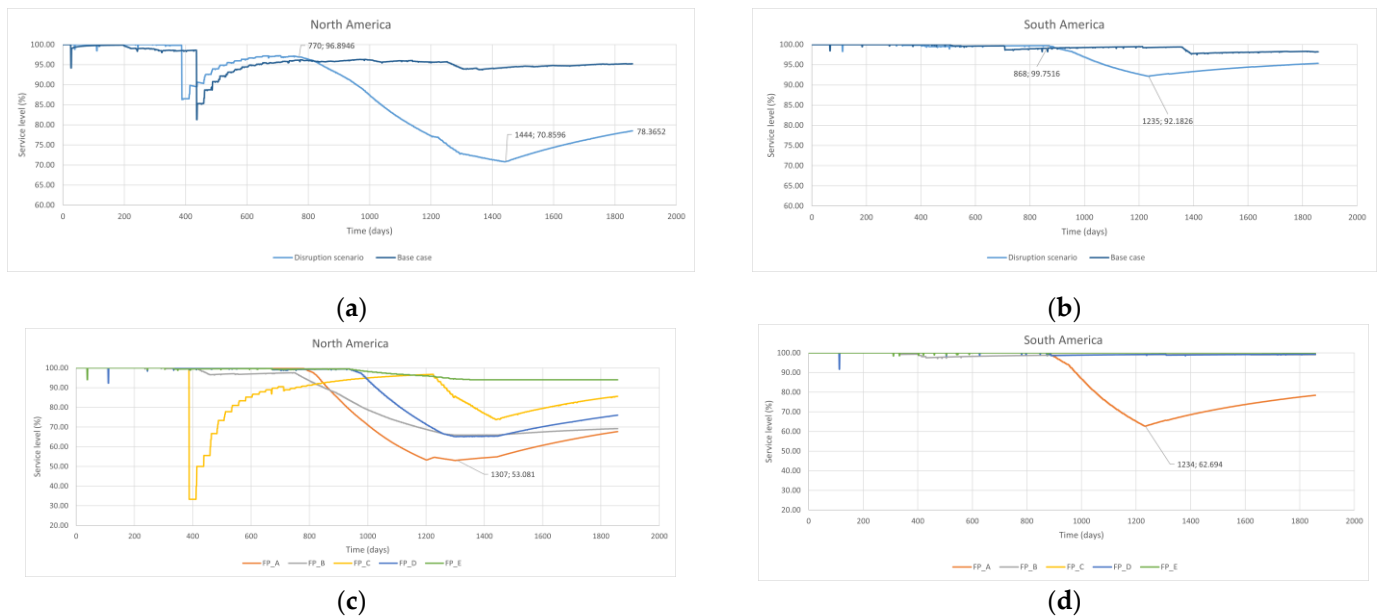 North America
100.00
95.00
90.00
85.00
80.00
75.00
70.00
65.00
60.00
Service level (%)
770; 96.8946
1444; 70.8596
78.3652
0 200 400 600 800 1000 1200 1400 1600 1800 2000
Time (days)
Disruption scenario Base case
(a)
South America
100.00
95.00
90.00
85.00
80.00
75.00
70.00
65.00
60.00
Service level (%)
868; 99.7516
1235; 92.1826
0 200 400 600 800 1000 1200 1400 1600 1800 2000
Time (days)
Disruption scenario Base case
(b)
North America
100.00
90.00
80.00
70.00
60.00
50.00
40.00
30.00
20.00
Service level (%)
1307; 53.081
0 200 400 600 800 1000 1200 1400 1600 1800 2000
Time (days)
FP_A FP_B FP_C FP_D FP_E
(c)
South America
100.00
90.00
80.00
70.00
60.00
50.00
40.00
30.00
20.00
Service level (%)
1234; 62.694
0 200 400 600 800 1000 1200 1400 1600 1800 2000
Time (days)
FP_A FP_B FP_C FP_D FP_E
(d)